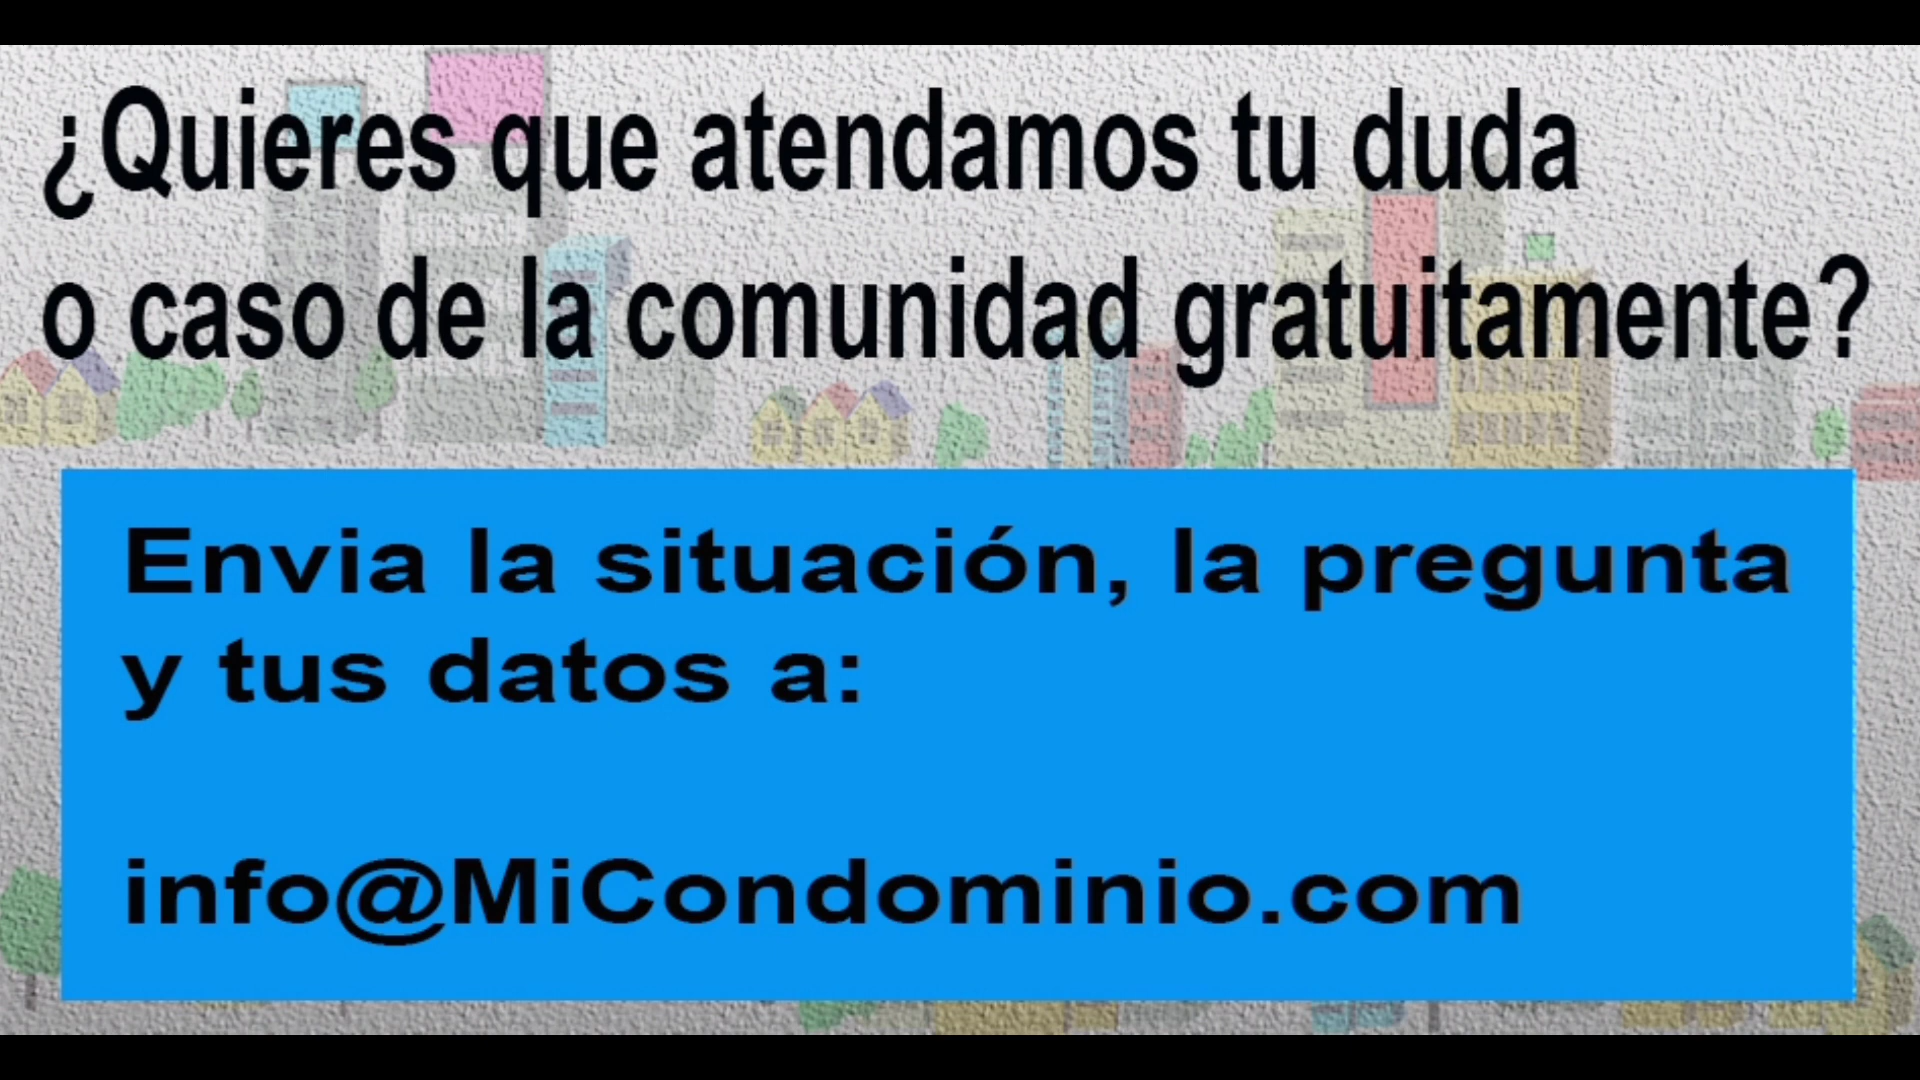 ¿Quieres que atendamos tu duda
o caso de la comunidad gratuitamente?
Envia la situación, la pregunta
y tus datos a:
info@MiCondominio.com